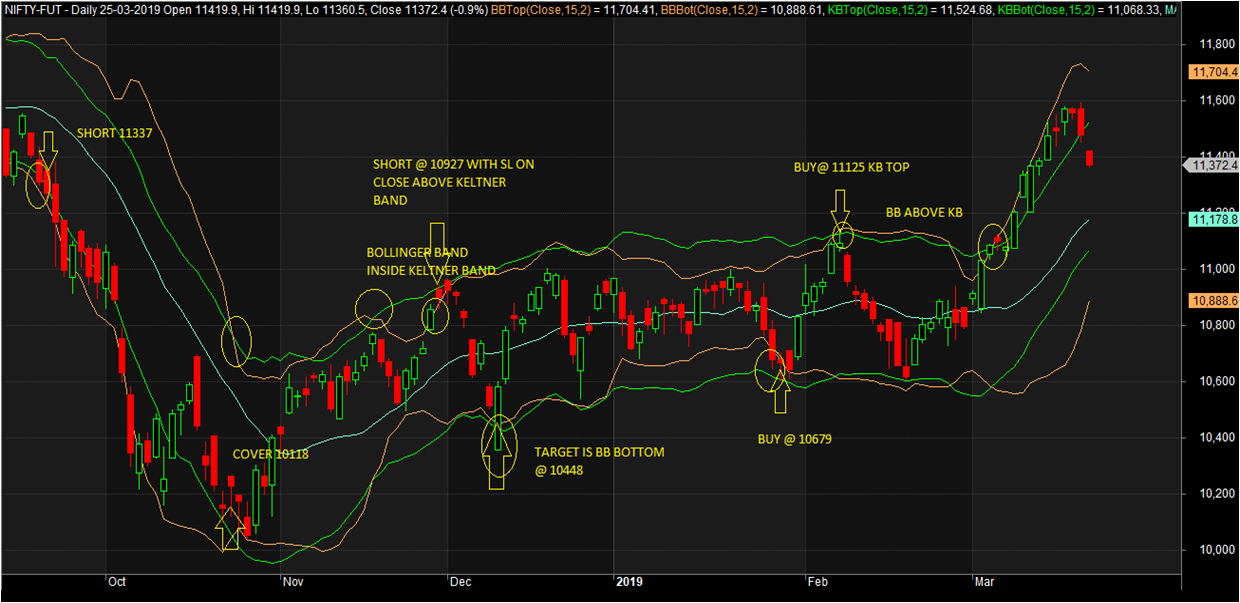 NIFTY-FUT - Daily 25-03-2019 Open 11419.9, Hi 11419.9, Lo 11360.5, Close 11372.4 (-0.9%) BBTop(Close,15,2) = 11,704.41, BBBot(Close,15,2) = 10,888.61, KBTop(Close,15,2) = 11,524.68, KBBot(Close,15,2) = 11,068.33,
11,800
11,704.4
11,600
SHORT 11337
SHORT @ 10927 WITH SL ON
CLOSE ABOVE KELTNER
BAND
BUY@ 11125 KB TOP
11,372.4
BB ABOVE KB
11,178.8
BOLLINGER BAND
INSIDE KELTNER BAND
11,000
10,888.6
10,800
10,600
BUY @ 10679
10,400
COVER 10118
TARGET IS BB BOTTOM
@ 10448
10,200
10,000
Oct
Nov
Dec
2019
Feb
Mar